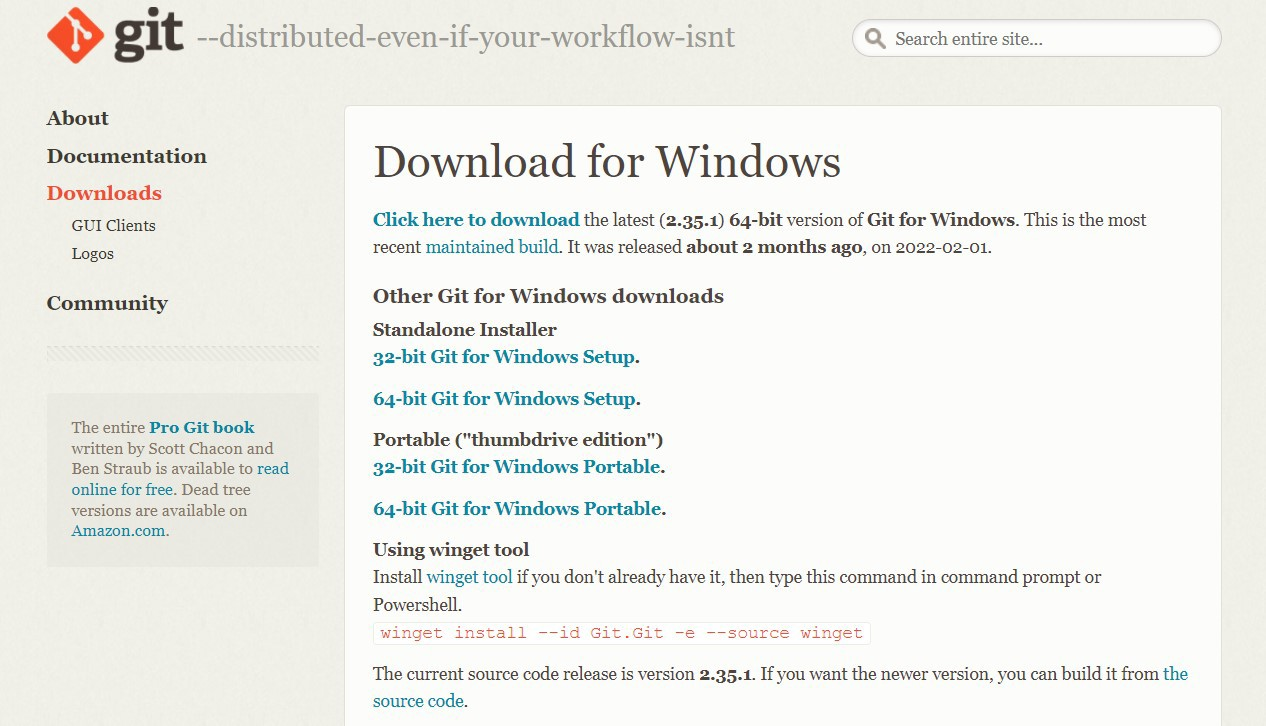 git --distributed-even-if-your-workflow-isnt
Search entire site...
About
Documentation
Downloads
GUI Clients
Logos
Community
The entire Pro Git book
written by Scott Chacon and
Ben Straub is available to read
online for free. Dead tree
versions are available on
Amazon.com.
Download for Windows
Click here to download the latest (2.35.1) 64-bit version of Git for Windows. This is the most
recent maintained build. It was released about 2 months ago, on 2022-02-01.
Other Git for Windows downloads
Standalone Installer
32-bit Git for Windows Setup.
64-bit Git for Windows Setup.
Portable ("thumbdrive edition")
32-bit Git for Windows Portable.
64-bit Git for Windows Portable.
Using winget tool
Install winget tool if you don't already have it, then type this command in command prompt or
Powershell.
winget install --id Git.Git -e --source winget
The current source code release is version 2.35.1. If you want the newer version, you can build it from the
source code.